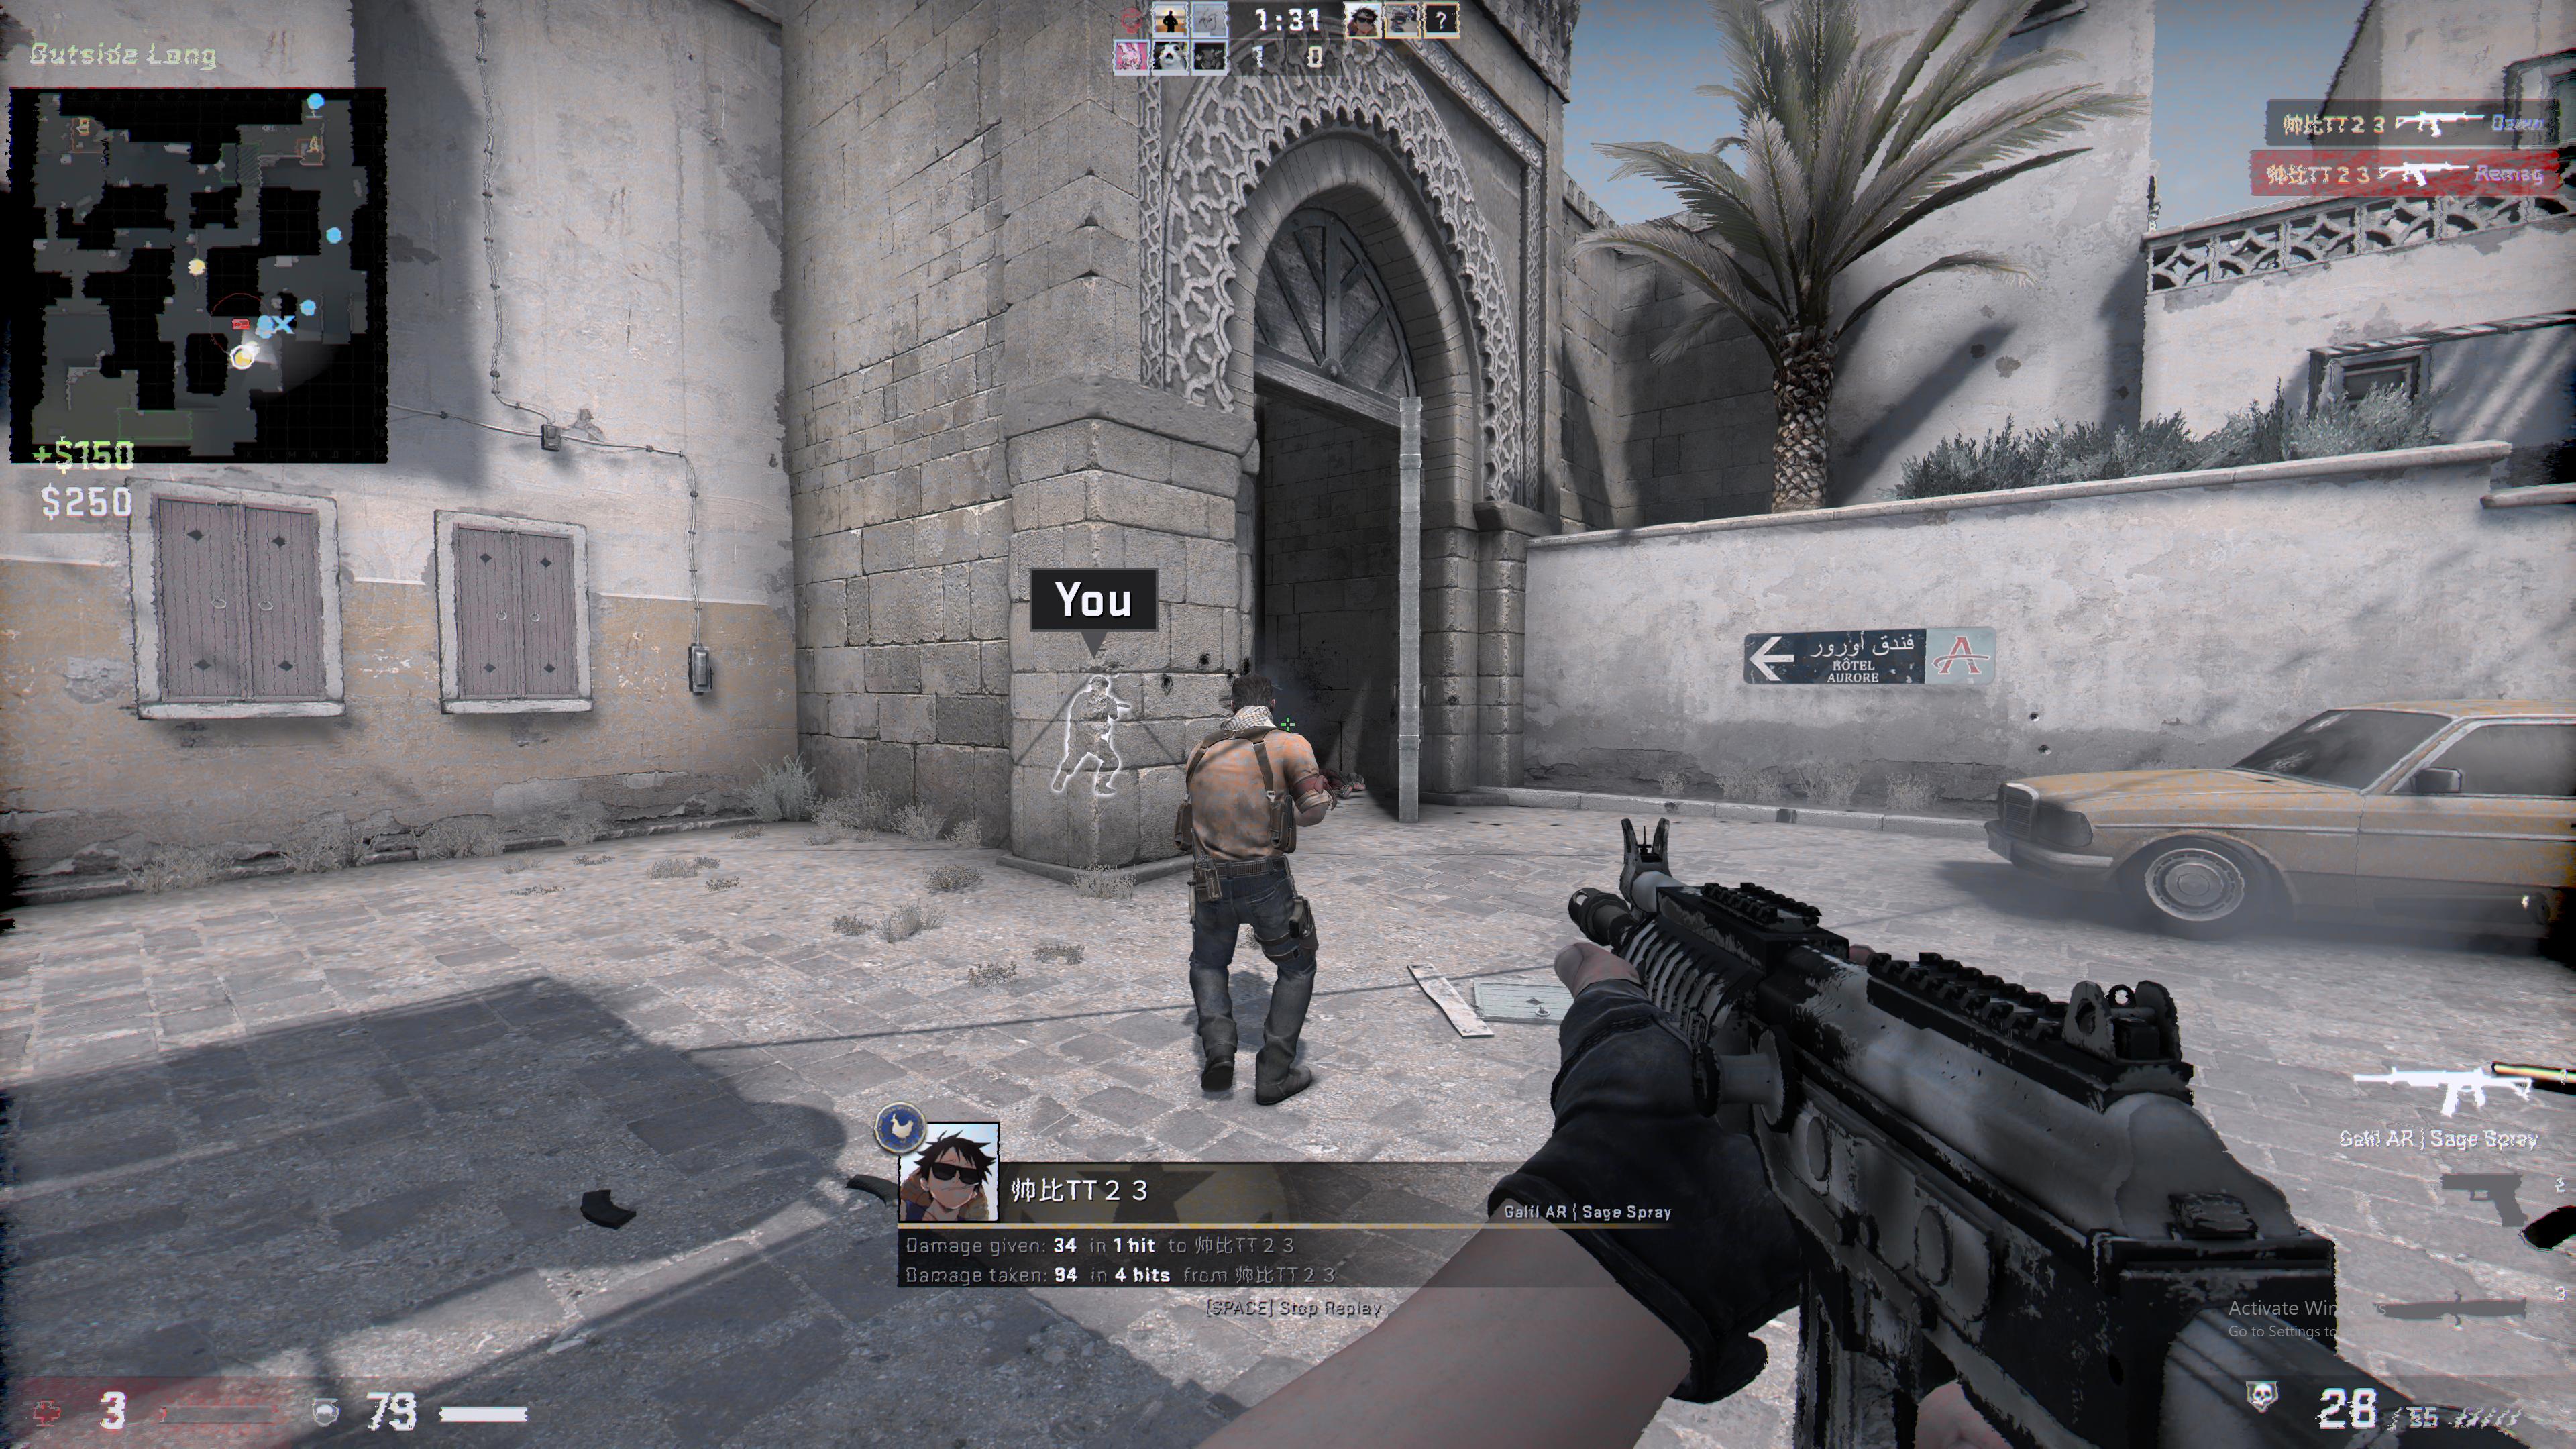 Outside Long
1:31
?
1 0
帅比TT２３
帅比TT２３ Remag
+$150
$250
You
فندق أورور
HÔTEL
AURORE
A
Galil AR | Sage Spray
2
帅比TT２３
Galil AR | Sage Spray
Damage given: 34 in 1 hit to 帅比TT２３
Damage taken: 94 in 4 hits from 帅比TT２３
[SPACE] Stop Replay
3
Activate Win
Go to Settings to
3
79
28 / 55